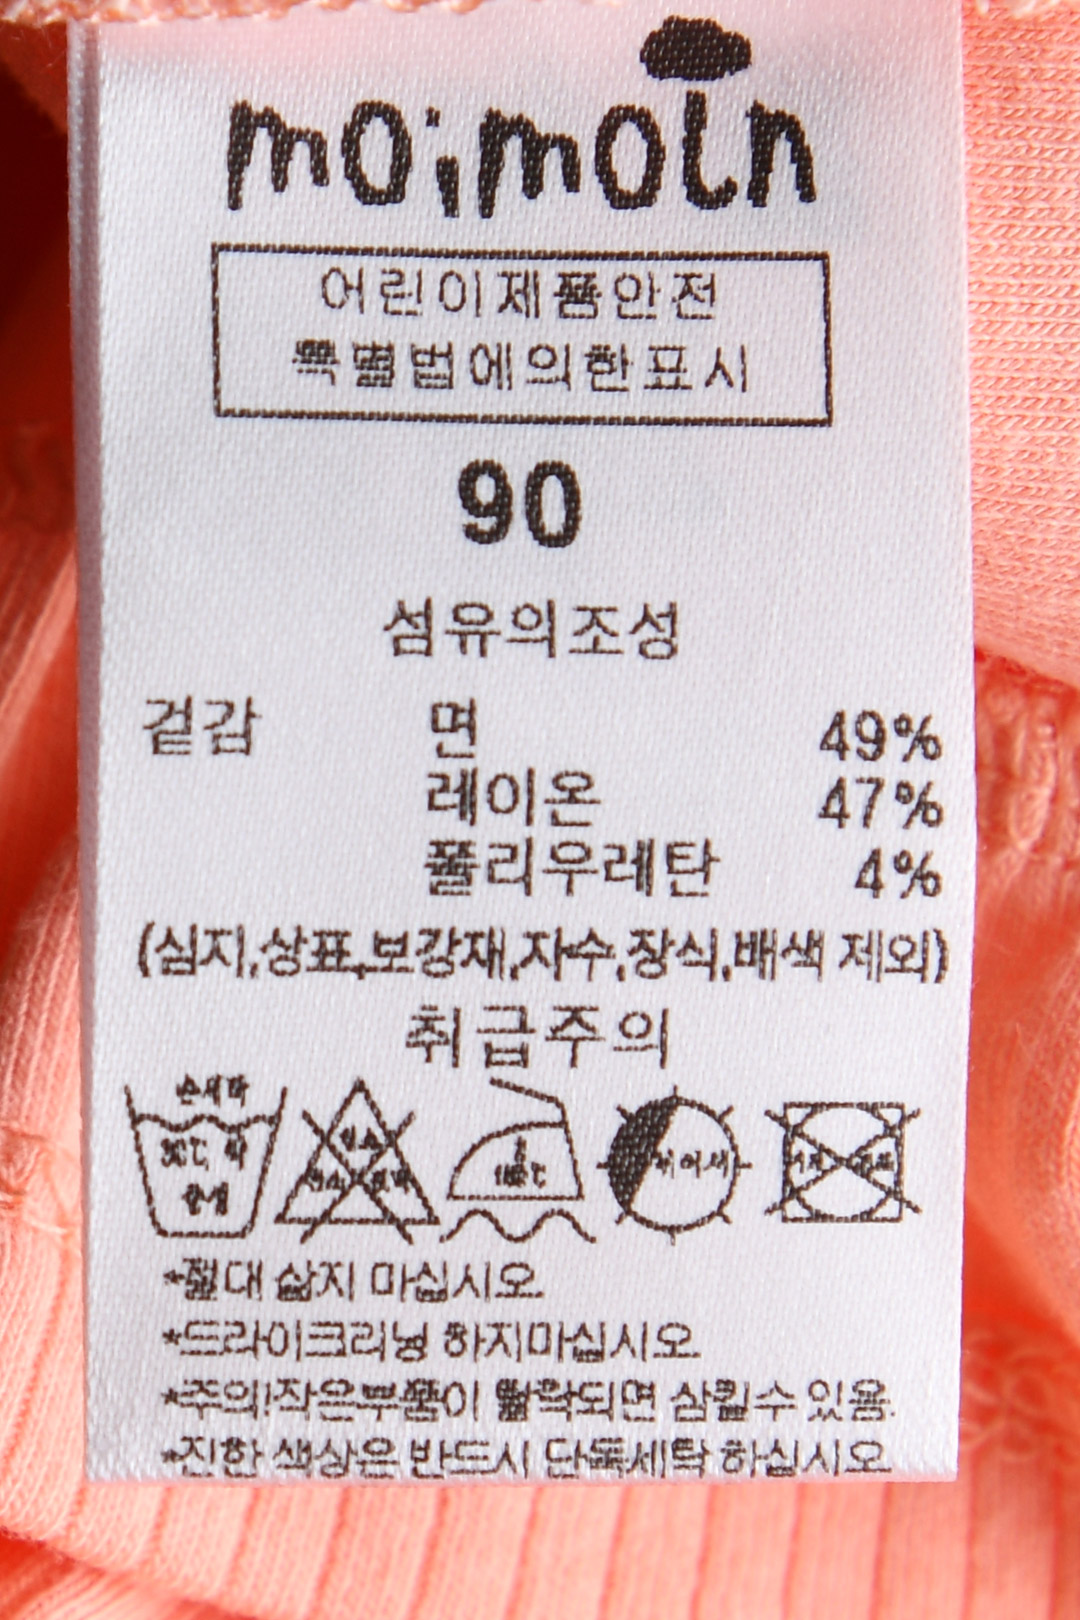 moimoln
어린이제품안전
특별법에의한표시
90
섬유의조성
겉감 면 49%
레이온 47%
폴리우레탄 4%
(심지,상표,보강재,자수,장식,배색 제외)
취급주의
손세탁
30℃
중성
*절대 삶지 마십시오.
*드라이크리닝 하지마십시오.
*주의!작은부품이 탈락되면 삼킬수 있음.
*진한 색상은 반드시 단독세탁 하십시오.